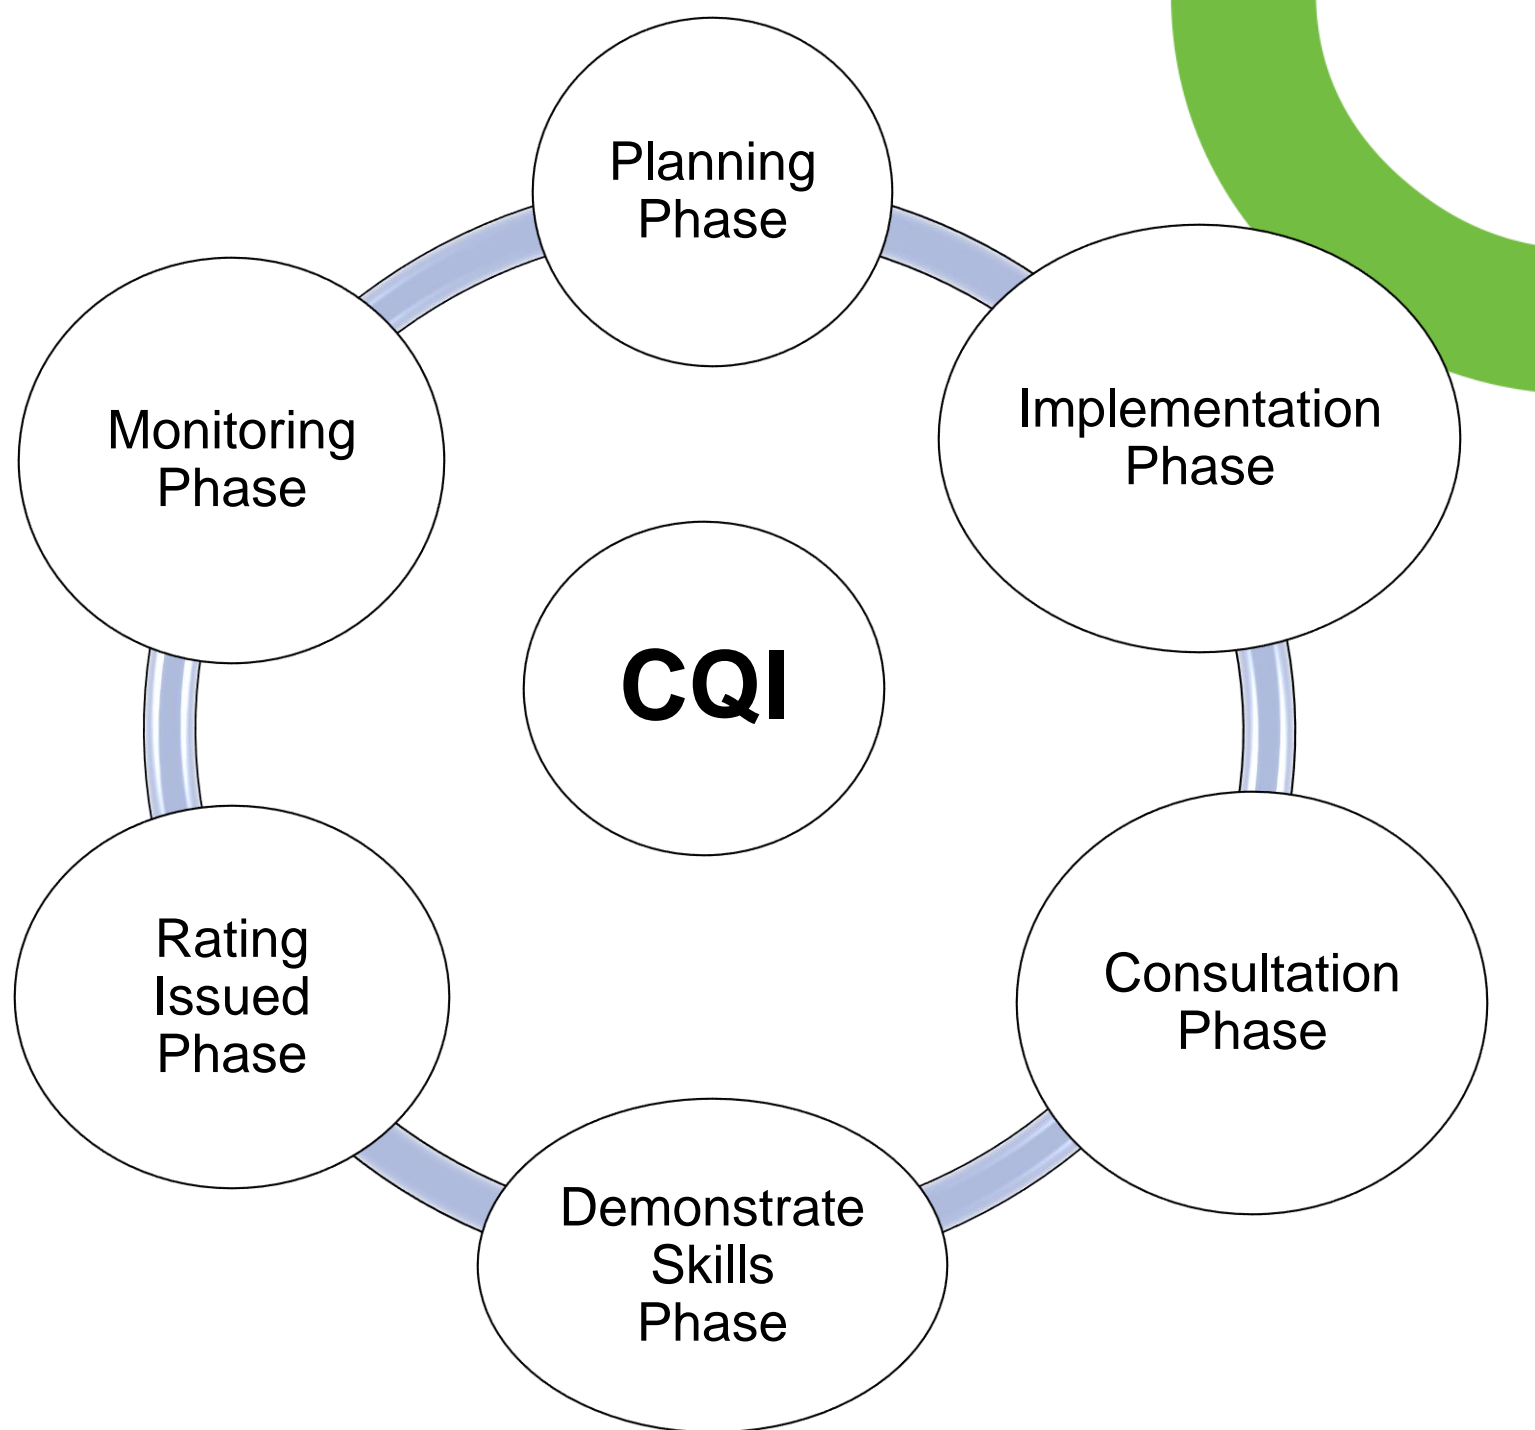 Planning
Phase
Implementation
Phase
Monitoring
Phase
CQI
Rating
Issued
Phase
Consultation
Phase
Demonstrate
Skills
Phase